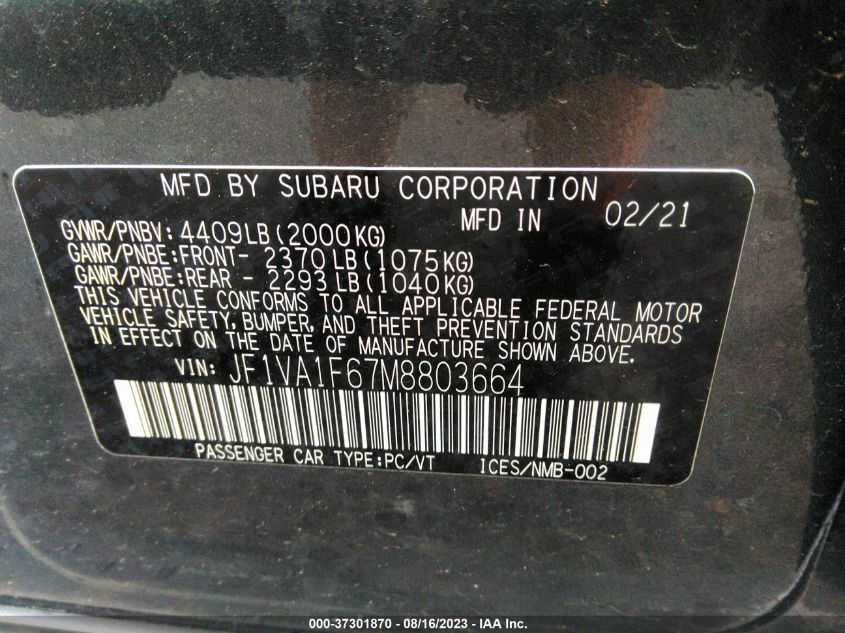 MFD BY SUBARU CORPORATION
MFD IN 02/21
GVWR/PNBV: 4409LB(2000KG)
GAWR/PNBE:FRONT- 2370LB(1075KG)
GAWR/PNBE:REAR - 2293LB(1040KG)
THIS VEHICLE CONFORMS TO ALL APPLICABLE FEDERAL MOTOR
VEHICLE SAFETY, BUMPER, AND THEFT PREVENTION STANDARDS
IN EFFECT ON THE DATE OF MANUFACTURE SHOWN ABOVE.
VIN: JF1VA1F67M8803664
PASSENGER CAR TYPE:PC/VT ICES/NMB-002
000-37301870 - 08/16/2023 - © IAA Inc.